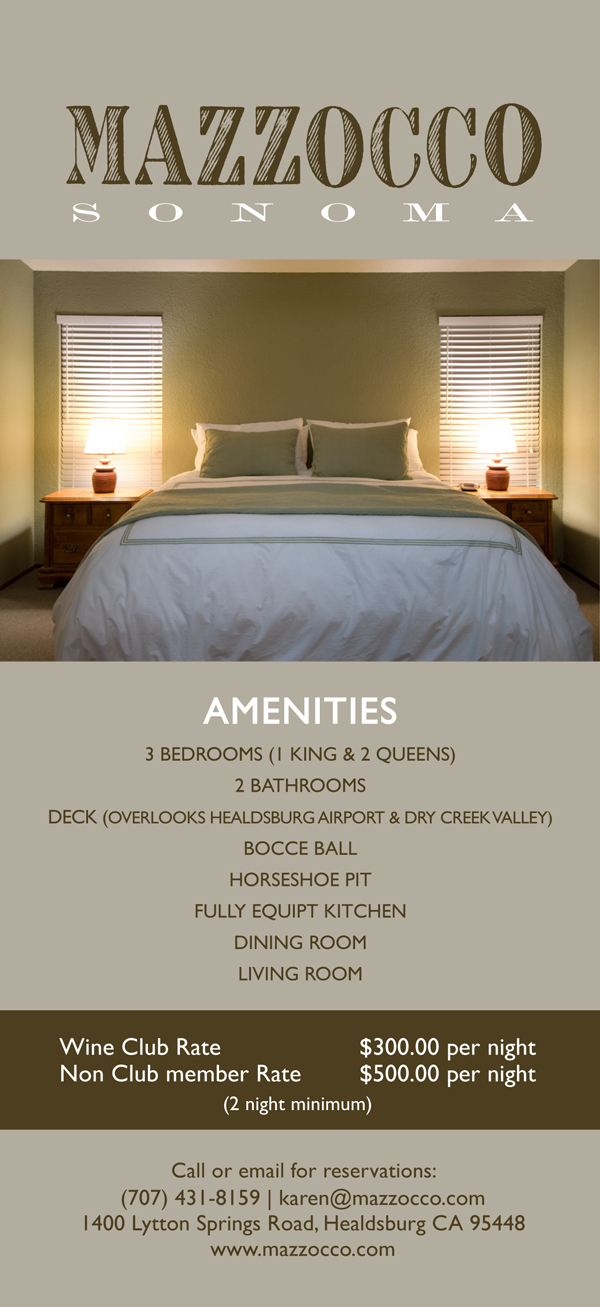 MAZZOCCO
SONOMA
AMENITIES
3 BEDROOMS (1 KING & 2 QUEENS)
2 BATHROOMS
DECK (OVERLOOKS HEALDSBURG AIRPORT & DRY CREEK VALLEY)
BOCCE BALL
HORSESHOE PIT
FULLY EQUIPT KITCHEN
DINING ROOM
LIVING ROOM
Wine Club Rate $300.00 per night
Non Club member Rate $500.00 per night
(2 night minimum)
Call or email for reservations:
(707) 431-8159 | karen@mazzocco.com
1400 Lytton Springs Road, Healdsburg CA 95448
www.mazzocco.com